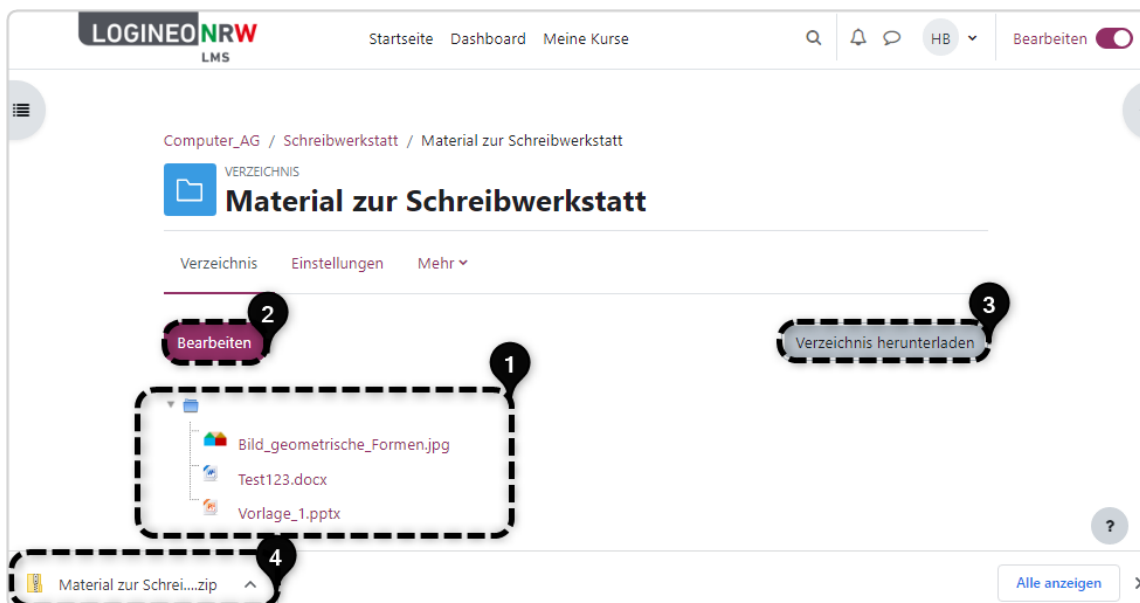 LOGINEO NRW
LMS
Startseite Dashboard Meine Kurse
HB
Bearbeiten
Computer_AG / Schreibwerkstatt / Material zur Schreibwerkstatt
VERZEICHNIS
Material zur Schreibwerkstatt
Verzeichnis Einstellungen Mehr
2
3
Bearbeiten
Verzeichnis herunterladen
1
Bild_geometrische_Formen.jpg
Test123.docx
Vorlage_1.pptx
?
4
Material zur Schrei....zip
Alle anzeigen